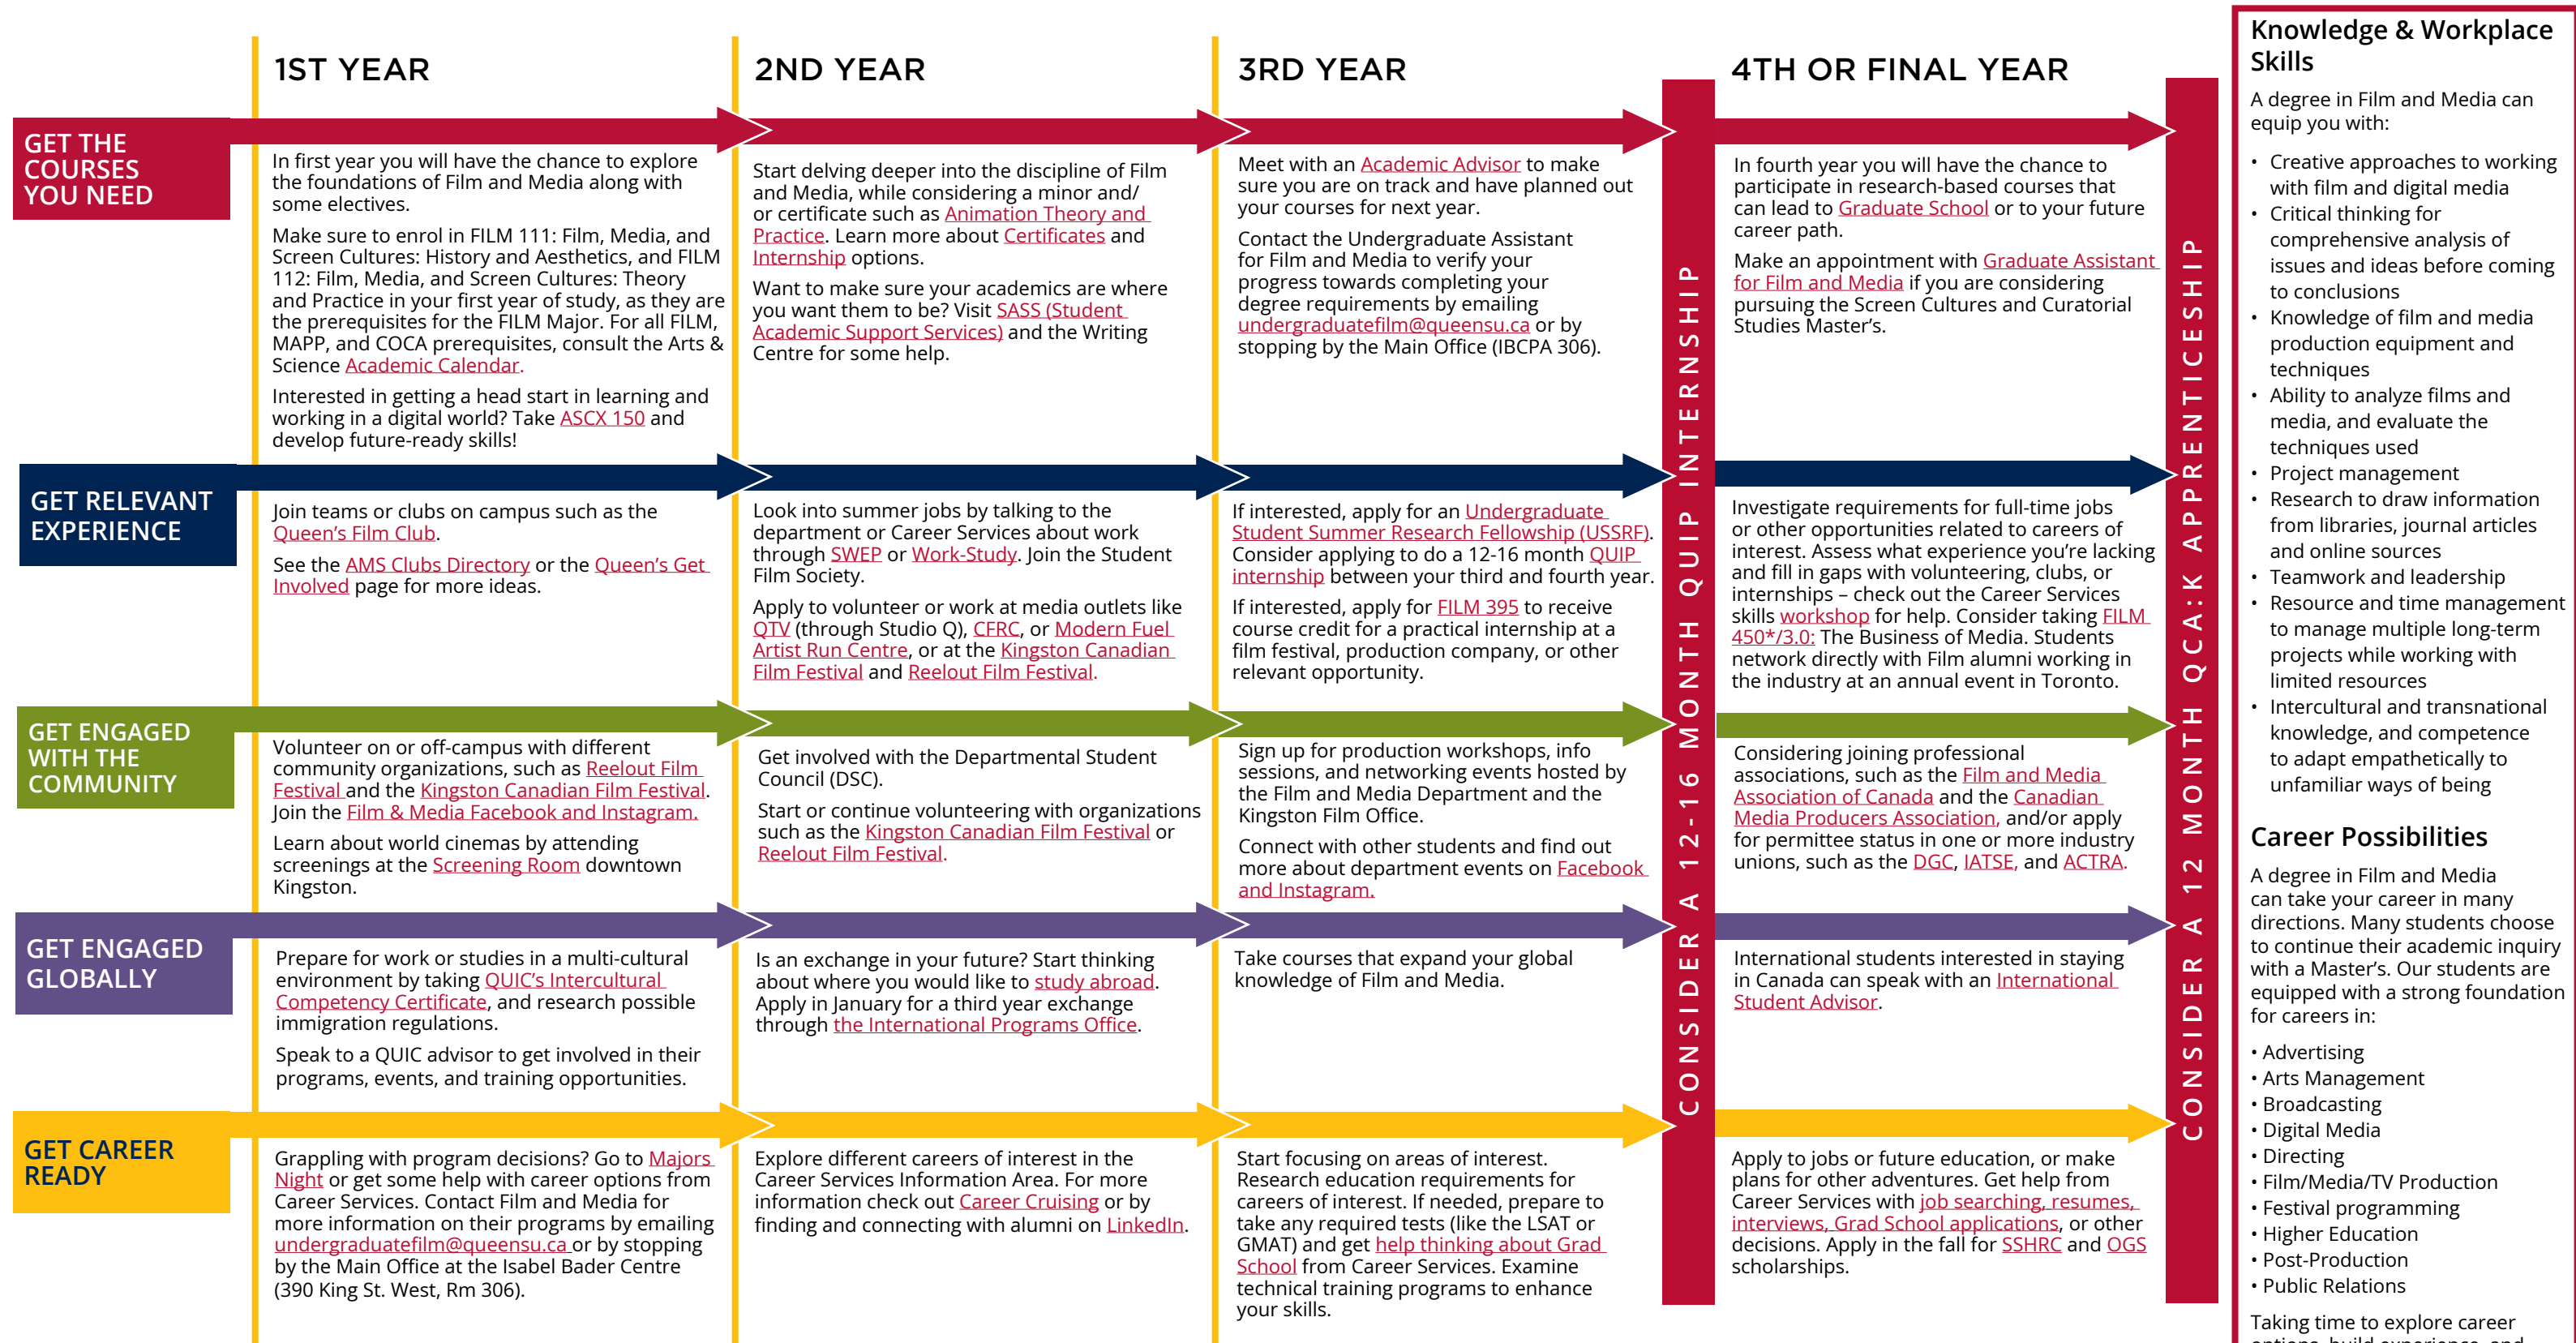 1ST YEAR
2ND YEAR
3RD YEAR
4TH OR FINAL YEAR
GET THE
COURSES
YOU NEED
In first year you will have the chance to explore
the foundations of Film and Media along with
some electives.
Make sure to enrol in FILM 111: Film, Media, and
Screen Cultures: History and Aesthetics, and FILM
112: Film, Media, and Screen Cultures: Theory
and Practice in your first year of study, as they are
the prerequisites for the FILM Major. For all FILM,
MAPP, and COCA prerequisites, consult the Arts &
Science Academic Calendar.
Interested in getting a head start in learning and
working in a digital world? Take ASCX 150 and
develop future-ready skills!
Start delving deeper into the discipline of Film
and Media, while considering a minor and/
or certificate such as Animation Theory and
Practice. Learn more about Certificates and
Internship options.
Want to make sure your academics are where
you want them to be? Visit SASS (Student
Academic Support Services) and the Writing
Centre for some help.
Meet with an Academic Advisor to make
sure you are on track and have planned out
your courses for next year.
Contact the Undergraduate Assistant
for Film and Media to verify your
progress towards completing your
degree requirements by emailing
undergraduatefilm@queensu.ca or by
stopping by the Main Office (IBCPA 306).
In fourth year you will have the chance to
participate in research-based courses that
can lead to Graduate School or to your future
career path.
Make an appointment with Graduate Assistant
for Film and Media if you are considering
pursuing the Screen Cultures and Curatorial
Studies Master's.
GET RELEVANT
EXPERIENCE
Join teams or clubs on campus such as the
Queen's Film Club.
See the AMS Clubs Directory or the Queen's Get
Involved page for more ideas.
Look into summer jobs by talking to the
department or Career Services about work
through SWEP or Work-Study. Join the Student
Film Society.
Apply to volunteer or work at media outlets like
QTV (through Studio Q), CFRC, or Modern Fuel
Artist Run Centre, or at the Kingston Canadian
Film Festival and Reelout Film Festival.
If interested, apply for an Undergraduate
Student Summer Research Fellowship (USSRF).
Consider applying to do a 12-16 month QUIP
internship between your third and fourth year.
If interested, apply for FILM 395 to receive
course credit for a practical internship at a
film festival, production company, or other
relevant opportunity.
Investigate requirements for full-time jobs
or other opportunities related to careers of
interest. Assess what experience you're lacking
and fill in gaps with volunteering, clubs, or
internships – check out the Career Services
skills workshop for help. Consider taking FILM
450*/3.0: The Business of Media. Students
network directly with Film alumni working in
the industry at an annual event in Toronto.
GET ENGAGED
WITH THE
COMMUNITY
Volunteer on or off-campus with different
community organizations, such as Reelout Film
Festival and the Kingston Canadian Film Festival.
Join the Film & Media Facebook and Instagram.
Learn about world cinemas by attending
screenings at the Screening Room downtown
Kingston.
Get involved with the Departmental Student
Council (DSC).
Start or continue volunteering with organizations
such as the Kingston Canadian Film Festival or
Reelout Film Festival.
Sign up for production workshops, info
sessions, and networking events hosted by
the Film and Media Department and the
Kingston Film Office.
Connect with other students and find out
more about department events on Facebook
and Instagram.
Considering joining professional
associations, such as the Film and Media
Association of Canada and the Canadian
Media Producers Association, and/or apply
for permittee status in one or more industry
unions, such as the DGC, IATSE, and ACTRA.
GET ENGAGED
GLOBALLY
Prepare for work or studies in a multi-cultural
environment by taking QUIC's Intercultural
Competency Certificate, and research possible
immigration regulations.
Speak to a QUIC advisor to get involved in their
programs, events, and training opportunities.
Is an exchange in your future? Start thinking
about where you would like to study abroad.
Apply in January for a third year exchange
through the International Programs Office.
Take courses that expand your global
knowledge of Film and Media.
International students interested in staying
in Canada can speak with an International
Student Advisor.
GET CAREER
READY
Grappling with program decisions? Go to Majors
Night or get some help with career options from
Career Services. Contact Film and Media for
more information on their programs by emailing
undergraduatefilm@queensu.ca or by stopping
by the Main Office at the Isabel Bader Centre
(390 King St. West, Rm 306).
Explore different careers of interest in the
Career Services Information Area. For more
information check out Career Cruising or by
finding and connecting with alumni on LinkedIn.
Start focusing on areas of interest.
Research education requirements for
careers of interest. If needed, prepare to
take any required tests (like the LSAT or
GMAT) and get help thinking about Grad
School from Career Services. Examine
technical training programs to enhance
your skills.
Apply to jobs or future education, or make
plans for other adventures. Get help from
Career Services with job searching, resumes,
interviews, Grad School applications, or other
decisions. Apply in the fall for SSHRC and OGS
scholarships.
CONSIDER A 12-16 MONTH QUIP INTERNSHIP
CONSIDER A 12 MONTH QCA:K APPRENTICESHIP
Knowledge & Workplace
Skills
A degree in Film and Media can
equip you with:
• Creative approaches to working
with film and digital media
• Critical thinking for
comprehensive analysis of
issues and ideas before coming
to conclusions
• Knowledge of film and media
production equipment and
techniques
• Ability to analyze films and
media, and evaluate the
techniques used
• Project management
• Research to draw information
from libraries, journal articles
and online sources
• Teamwork and leadership
• Resource and time management
to manage multiple long-term
projects while working with
limited resources
• Intercultural and transnational
knowledge, and competence
to adapt empathetically to
unfamiliar ways of being
Career Possibilities
A degree in Film and Media
can take your career in many
directions. Many students choose
to continue their academic inquiry
with a Master's. Our students are
equipped with a strong foundation
for careers in:
• Advertising
• Arts Management
• Broadcasting
• Digital Media
• Directing
• Film/Media/TV Production
• Festival programming
• Higher Education
• Post-Production
• Public Relations
Taking time to explore career